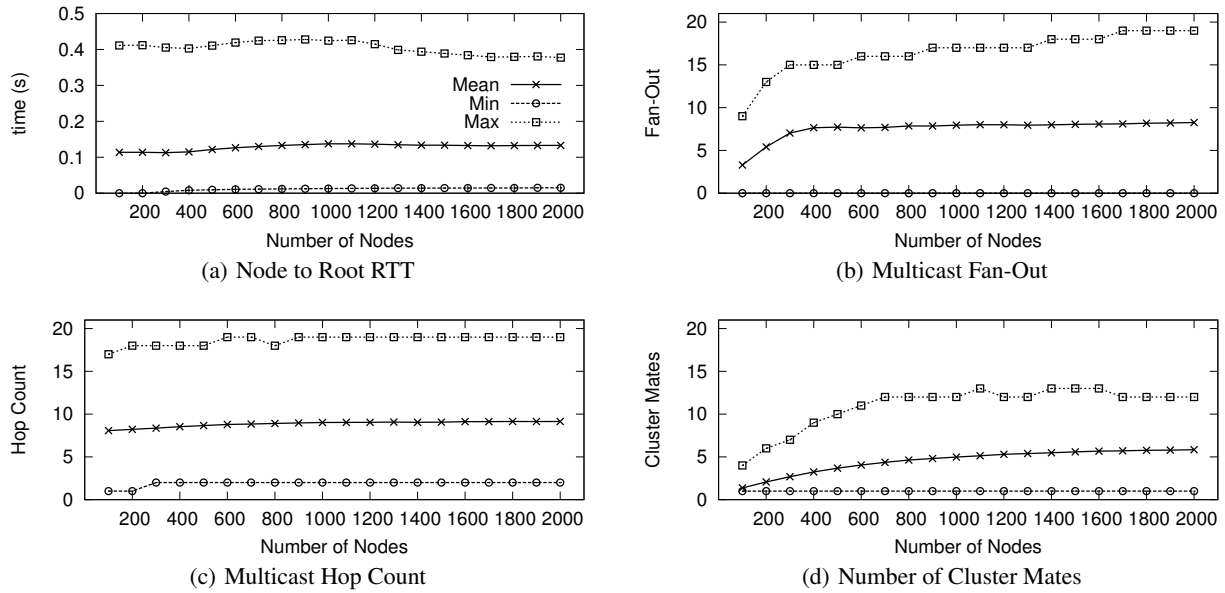 0.5
0.4
0.3
0.2
0.1
0
time (s)
Mean
Min
Max
200 400 600 800 1000 1200 1400 1600 1800 2000
Number of Nodes
(a) Node to Root RTT
20
15
10
5
0
Fan-Out
200 400 600 800 1000 1200 1400 1600 1800 2000
Number of Nodes
(b) Multicast Fan-Out
20
15
10
5
0
Hop Count
200 400 600 800 1000 1200 1400 1600 1800 2000
Number of Nodes
(c) Multicast Hop Count
20
15
10
5
0
Cluster Mates
200 400 600 800 1000 1200 1400 1600 1800 2000
Number of Nodes
(d) Number of Cluster Mates